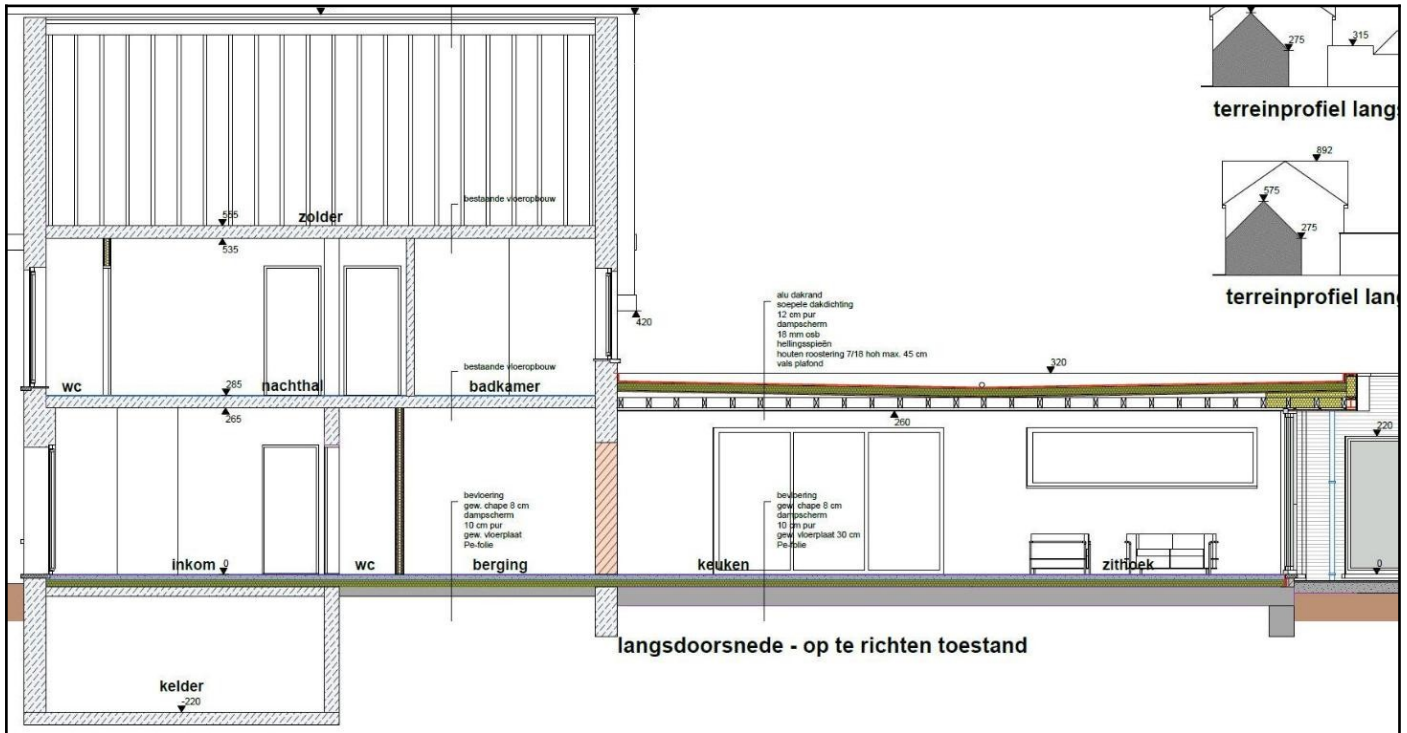 275
315
terreinprofiel langs
892
575
275
terreinprofiel lang
bestaande vloeropbouw
555
zolder
535
420
alu dakrand
soepele dakdichting
12 cm pur
dampscherm
18 mm osb
hellingsspieën
houten roostering 7/18 hoh max. 45 cm
vals plafond
320
bestaande vloeropbouw
wc
285
nachthal
badkamer
265
260
220
bevloering
gew. chape 8 cm
dampscherm
10 cm pur
gew. vloerplaat
Pe-folie
bevloering
gew. chape 8 cm
dampscherm
10 cm pur
gew. vloerplaat 30 cm
Pe-folie
inkom
0
wc
berging
keuken
zithoek
0
langsdoorsnede - op te richten toestand
kelder
-220